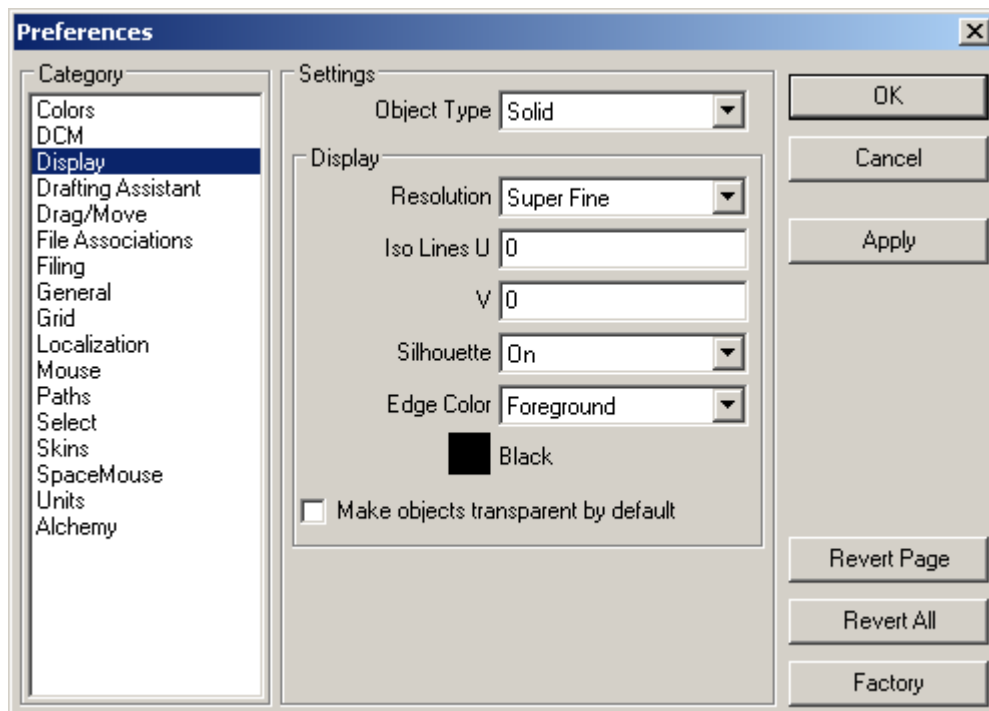 Preferences
Category
Colors
DCM
Display
Drafting Assistant
Drag/Move
File Associations
Filing
General
Grid
Localization
Mouse
Paths
Select
Skins
SpaceMouse
Units
Alchemy
Settings
Object Type Solid
Display
Resolution Super Fine
Iso Lines U 0
V 0
Silhouette On
Edge Color Foreground
Black
Make objects transparent by default
OK
Cancel
Apply
Revert Page
Revert All
Factory